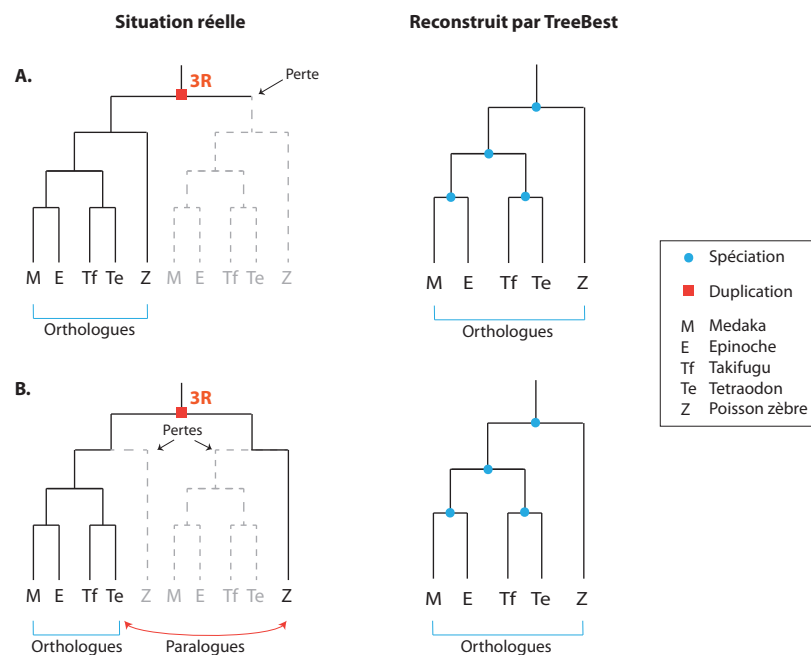 Situation réelle
Reconstruit par TreeBest
A.
3R
Perte
M E Tf Te Z M E Tf Te Z
Orthologues
M E Tf Te Z
Orthologues
Spéciation
Duplication
M Medaka
E Epinoche
Tf Takifugu
Te Tetraodon
Z Poisson zèbre
B.
3R
Pertes
M E Tf Te Z M E Tf Te Z
Orthologues Paralogues
M E Tf Te Z
Orthologues